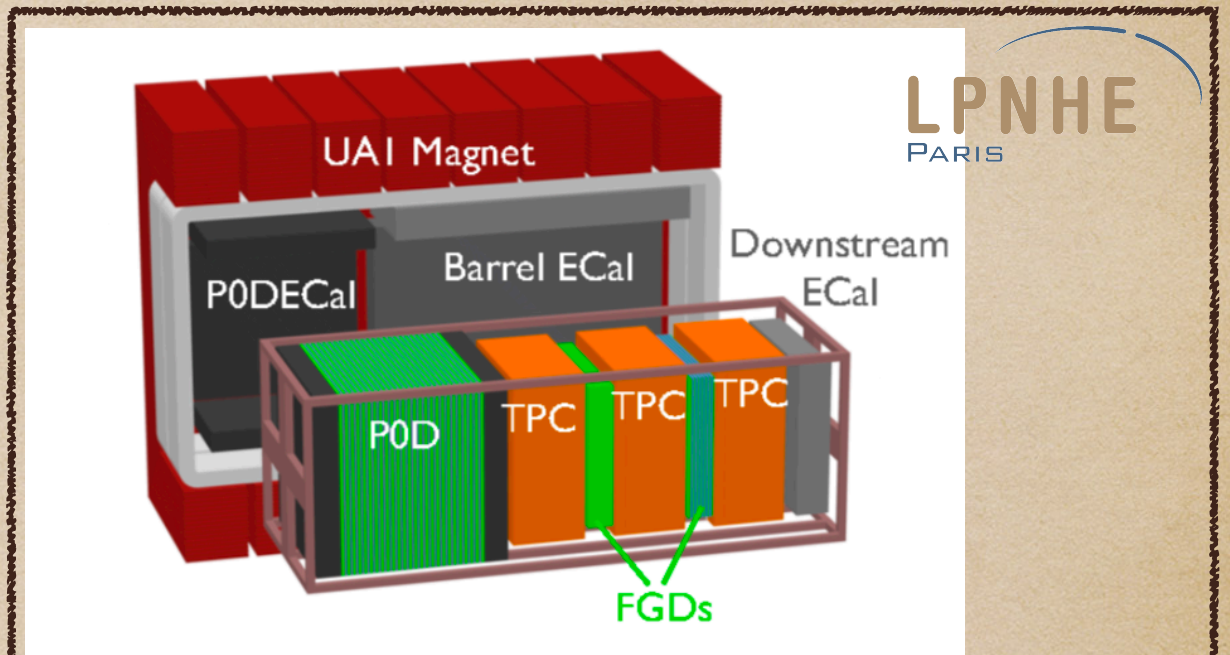 LPNHE
PARIS
UA1 Magnet
Downstream
ECal
Barrel ECal
P0DECal
TPC
TPC
TPC
P0D
FGDs